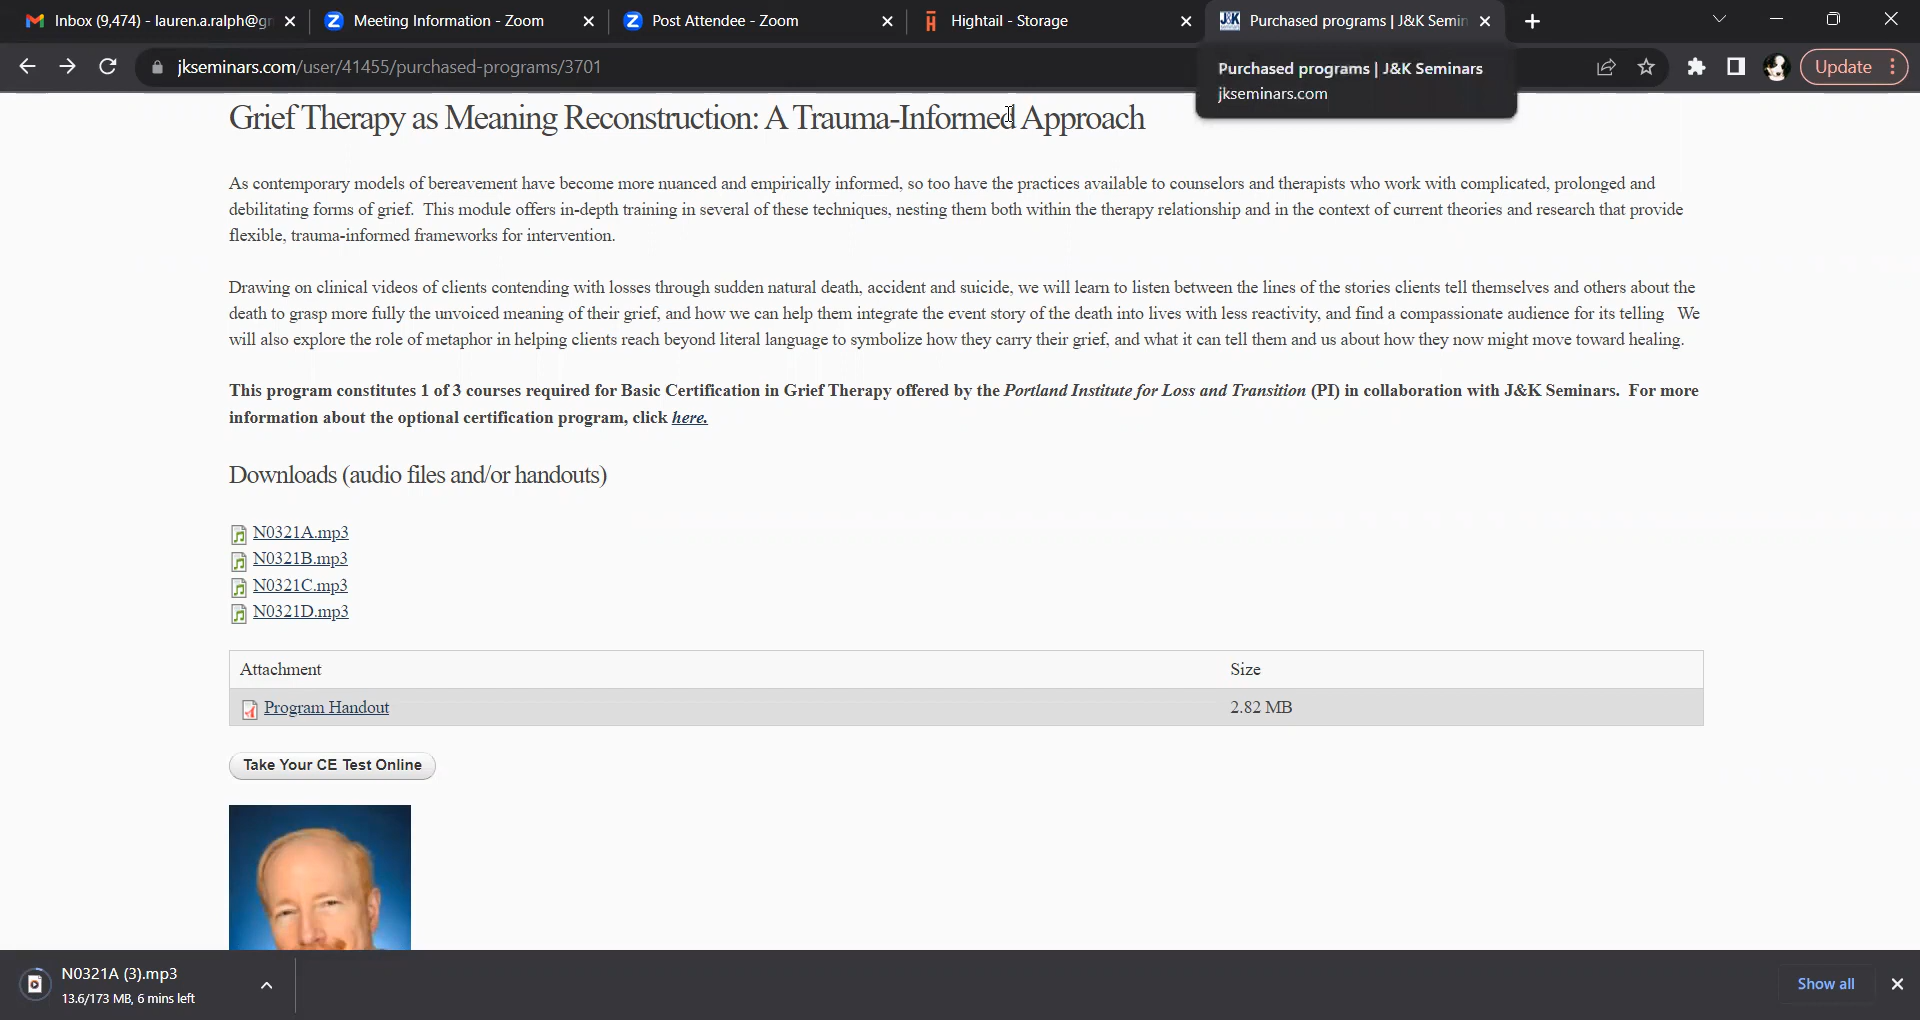 Inbox (9,474) - lauren.a.ralph@gr
Meeting Information - Zoom
Post Attendee - Zoom
Hightail - Storage
Purchased programs | J&K Semin
jkseminars.com/user/41455/purchased-programs/3701
Update
Purchased programs | J&K Seminars
jkseminars.com
Grief Therapy as Meaning Reconstruction: A Trauma-Informed Approach
As contemporary models of bereavement have become more nuanced and empirically informed, so too have the practices available to counselors and therapists who work with complicated, prolonged and
debilitating forms of grief.  This module offers in-depth training in several of these techniques, nesting them both within the therapy relationship and in the context of current theories and research that provide
flexible, trauma-informed frameworks for intervention.
Drawing on clinical videos of clients contending with losses through sudden natural death, accident and suicide, we will learn to listen between the lines of the stories clients tell themselves and others about the
death to grasp more fully the unvoiced meaning of their grief, and how we can help them integrate the event story of the death into lives with less reactivity, and find a compassionate audience for its telling   We
will also explore the role of metaphor in helping clients reach beyond literal language to symbolize how they carry their grief, and what it can tell them and us about how they now might move toward healing.
This program constitutes 1 of 3 courses required for Basic Certification in Grief Therapy offered by the Portland Institute for Loss and Transition (PI) in collaboration with J&K Seminars.  For more
information about the optional certification program, click here.
Downloads (audio files and/or handouts)
N0321A.mp3
N0321B.mp3
N0321C.mp3
N0321D.mp3
Attachment Size
Program Handout 2.82 MB
Take Your CE Test Online
N0321A (3).mp3
13.6/173 MB, 6 mins left
Show all